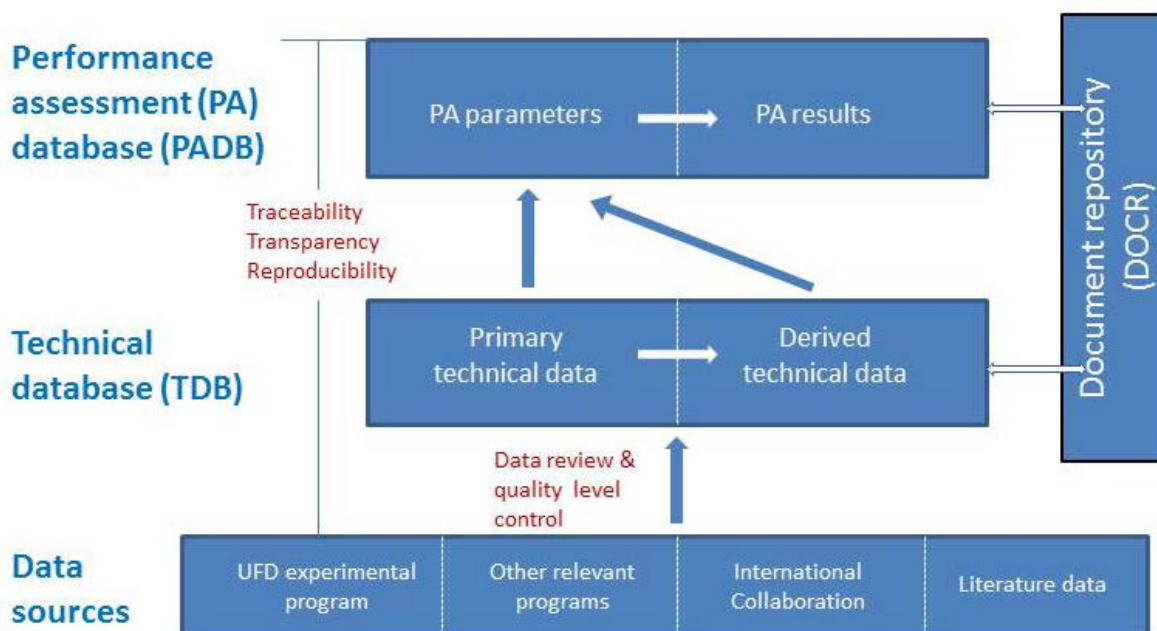 Performance
assessment (PA)
database (PADB)
PA parameters
PA results
Document repository
(DOCR)
Traceability
Transparency
Reproducibility
Technical
database (TDB)
Primary
technical data
Derived
technical data
Data review &
quality level
control
Data
sources
UFD experimental
program
Other relevant
programs
International
Collaboration
Literature data